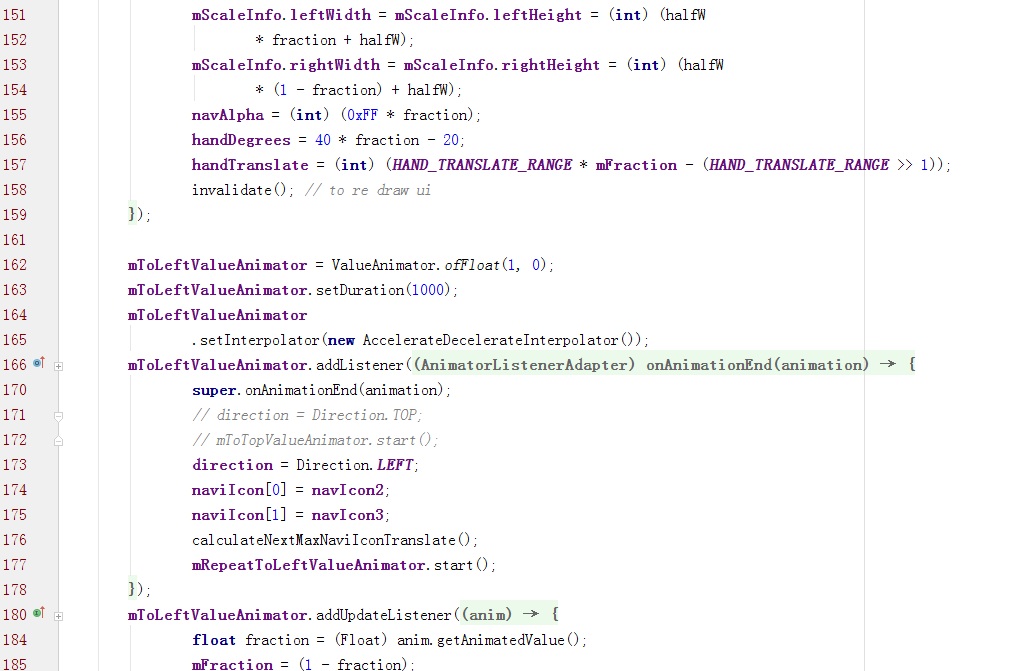 151 mScaleInfo.leftWidth = mScaleInfo.leftHeight = (int) (halfW
152 * fraction + halfW);
153 mScaleInfo.rightWidth = mScaleInfo.rightHeight = (int) (halfW
154 * (1 - fraction) + halfW);
155 navAlpha = (int) (0xFF * fraction);
156 handDegrees = 40 * fraction - 20;
157 handTranslate = (int) (HAND_TRANSLATE_RANGE * mFraction - (HAND_TRANSLATE_RANGE >> 1));
158 invalidate(); // to re draw ui
159 });
161
162 mToLeftValueAnimator = ValueAnimator.ofFloat(1, 0);
163 mToLeftValueAnimator.setDuration(1000);
164 mToLeftValueAnimator
165 .setInterpolator(new AccelerateDecelerateInterpolator());
166 mToLeftValueAnimator.addListener((AnimatorListenerAdapter) onAnimationEnd(animation) → {
170 super.onAnimationEnd(animation);
171 // direction = Direction.TOP;
172 // mToTopValueAnimator.start();
173 direction = Direction.LEFT;
174 naviIcon[0] = navIcon2;
175 naviIcon[1] = navIcon3;
176 calculateNextMaxNaviIconTranslate();
177 mRepeatToLeftValueAnimator.start();
178 });
180 mToLeftValueAnimator.addUpdateListener((anim) → {
184 float fraction = (Float) anim.getAnimatedValue();
185 mFraction = (1 - fraction);